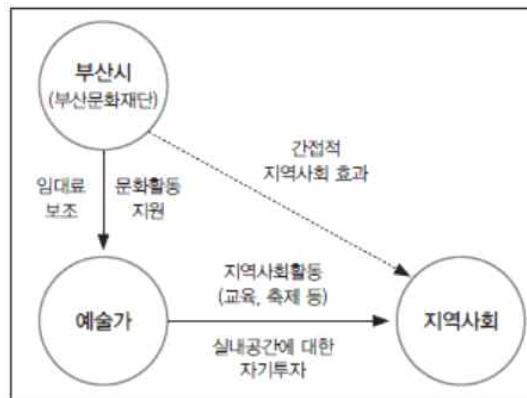 부산시
(부산문화재단)
간접적
지역사회 효과
임대료
보조
문화활동
지원
지역사회활동
(교육, 축제 등)
예술가
지역사회
실내공간에 대한
자기투자